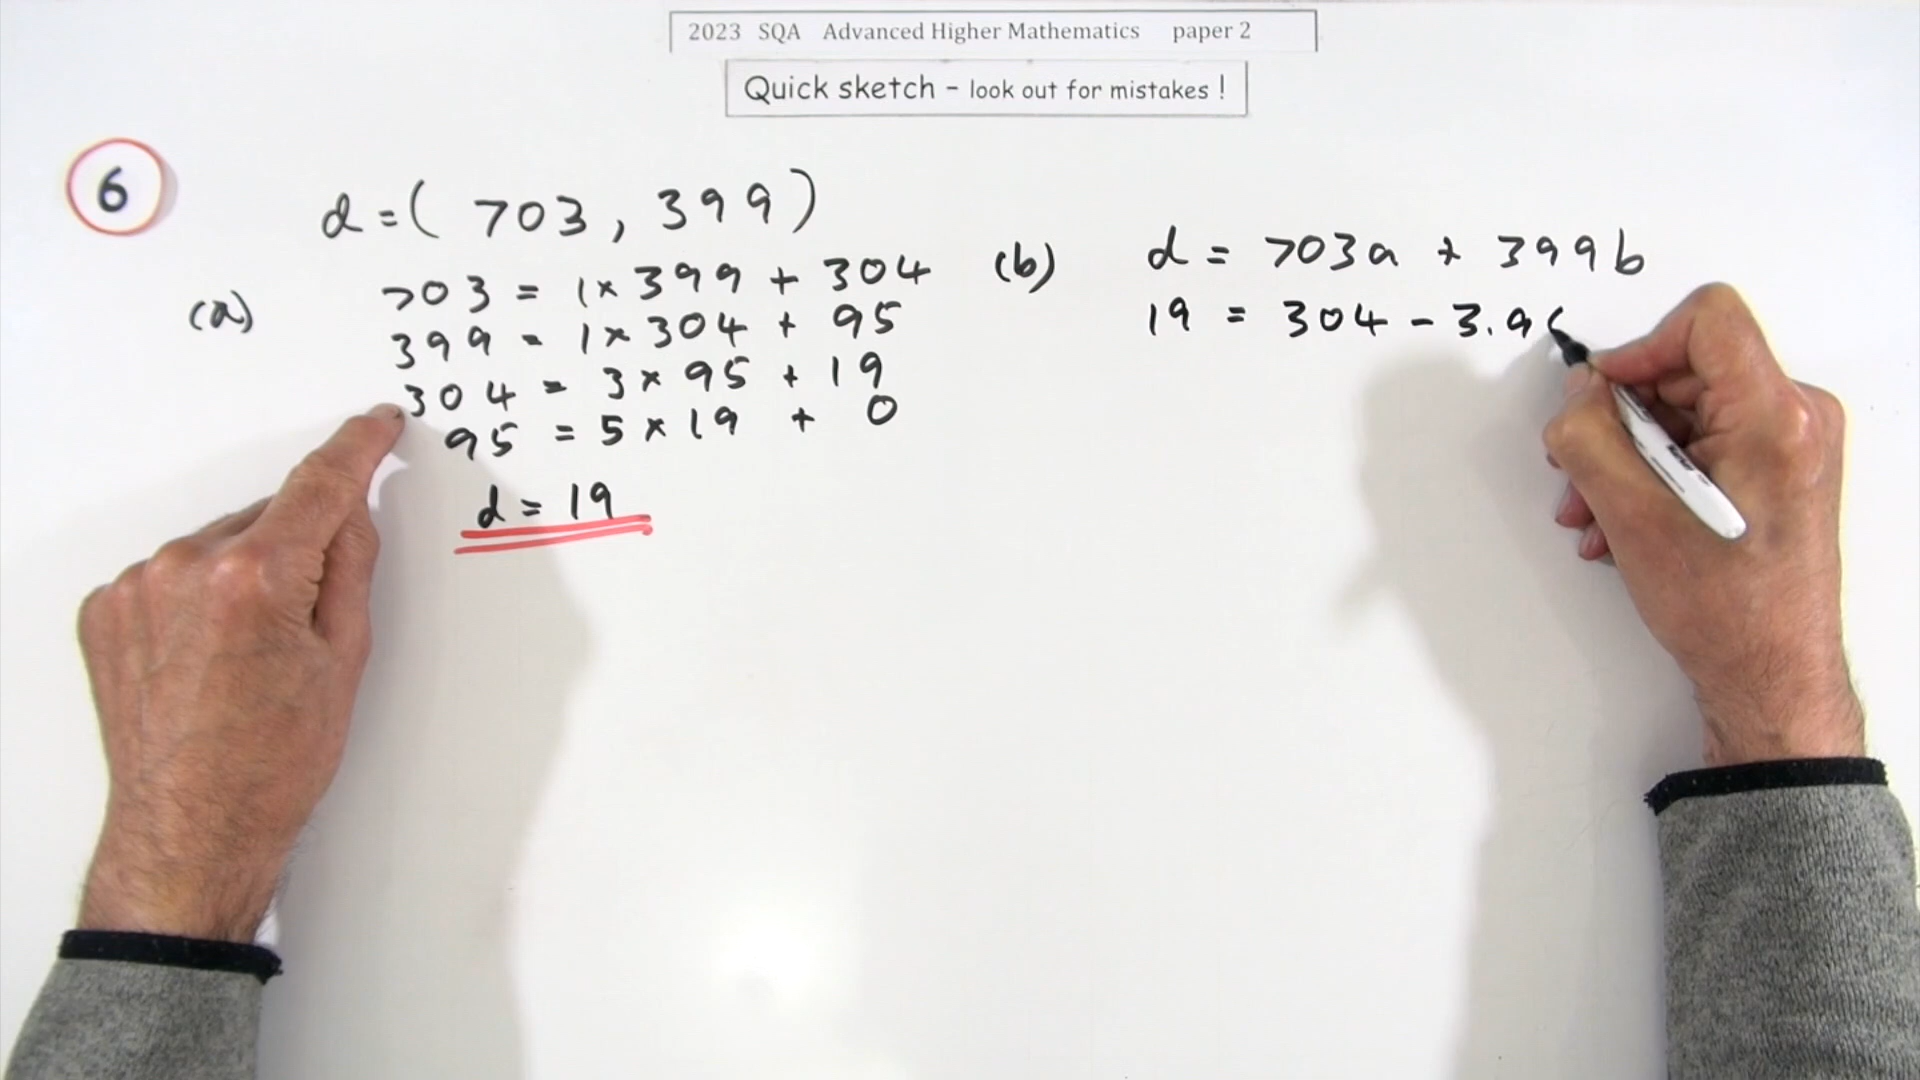 2023 SQA Advanced Higher Mathematics paper 2
Quick sketch - look out for mistakes !
6
d = ( 703 , 399 )
(a)
703 = 1 × 399 + 304
399 = 1 × 304 + 95
304 = 3 × 95 + 19
95 = 5 × 19 + 0
d = 19
(b)
d = 703a + 399b
19 = 304 - 3.9